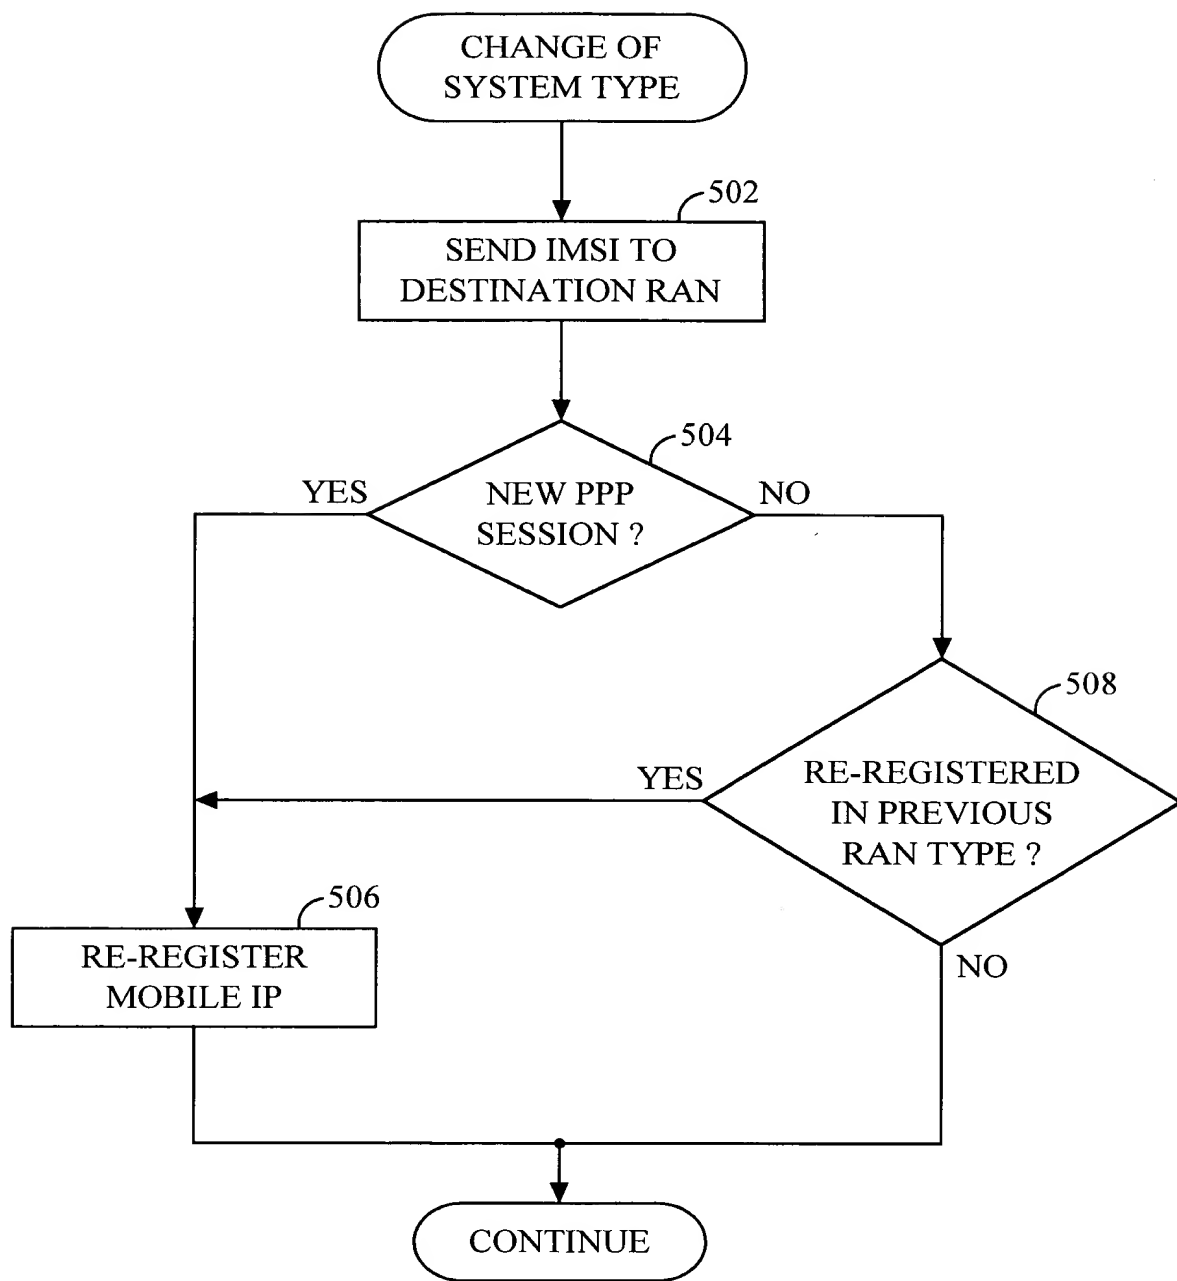 CHANGE OF
SYSTEM TYPE
502
SEND IMSI TO
DESTINATION RAN
504
YES
NEW PPP
SESSION ?
NO
508
YES
RE-REGISTERED
IN PREVIOUS
RAN TYPE ?
506
RE-REGISTER
MOBILE IP
NO
CONTINUE